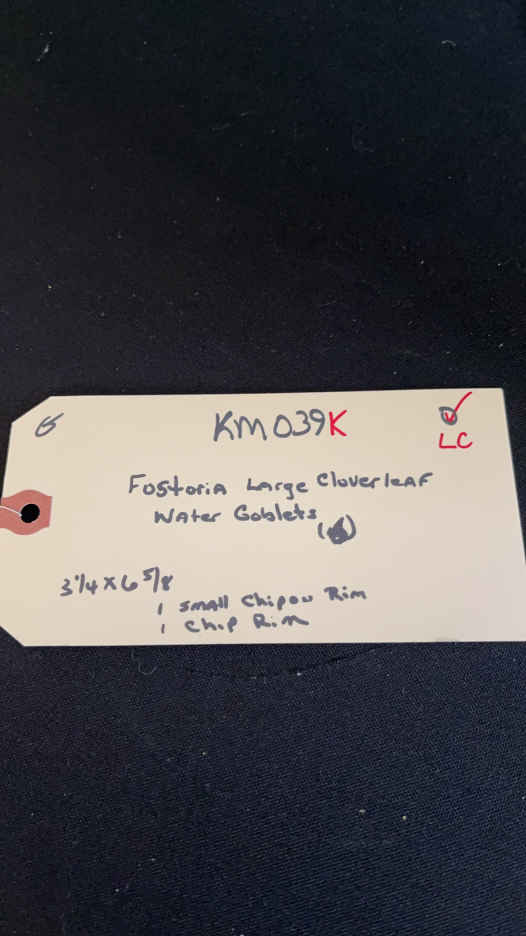 KM039K
LC
Fostoria Large Cloverleaf
Water Goblets
3 1/4 x 6 5/8
1 small chip on Rim
1 chip Rim